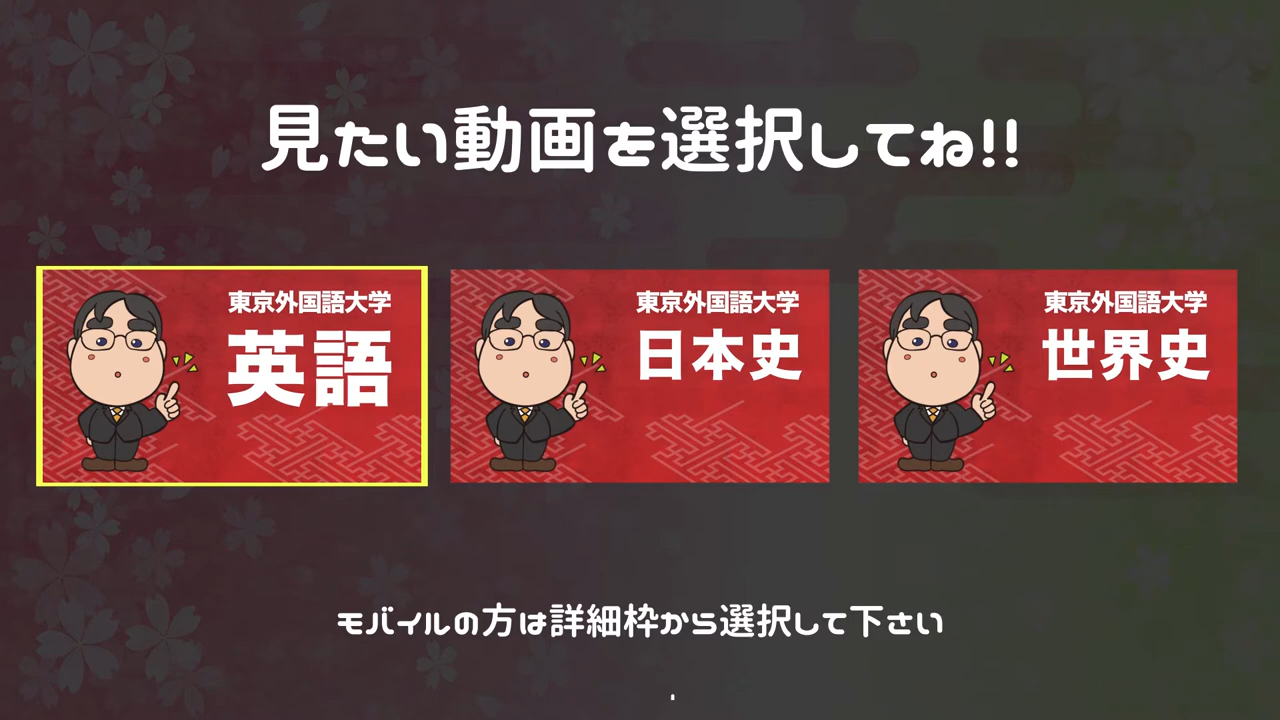 見たい動画を選択してね!!
東京外国語大学
英語
東京外国語大学
日本史
東京外国語大学
世界史
モバイルの方は詳細枠から選択して下さい